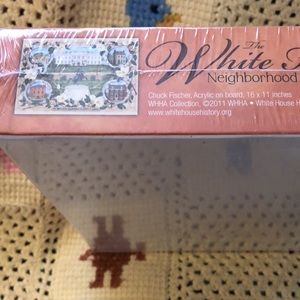 The
White
Neighborhood
Chuck Fischer, Acrylic on board, 16 x 11 inches
WHHA Collection, ©2011 WHHA • White House H
www.whitehousehistory.org